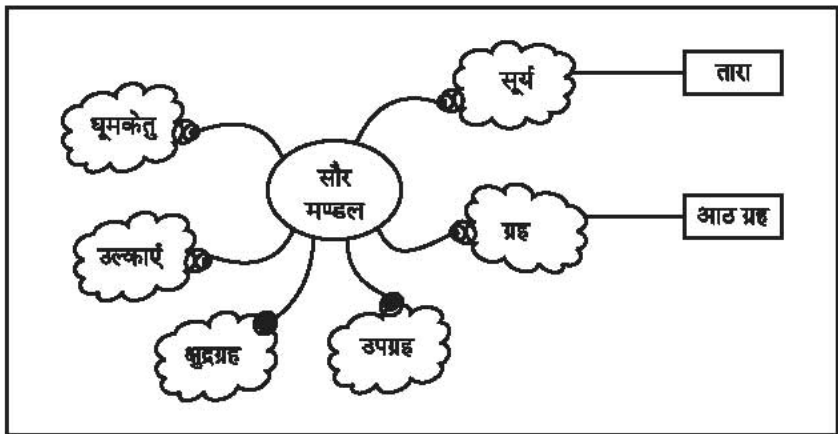 सूर्य
तारा
घूमकेतु
सौर
मण्डल
ग्रह
आठ ग्रह
उल्काएं
क्षुद्रग्रह
उपग्रह